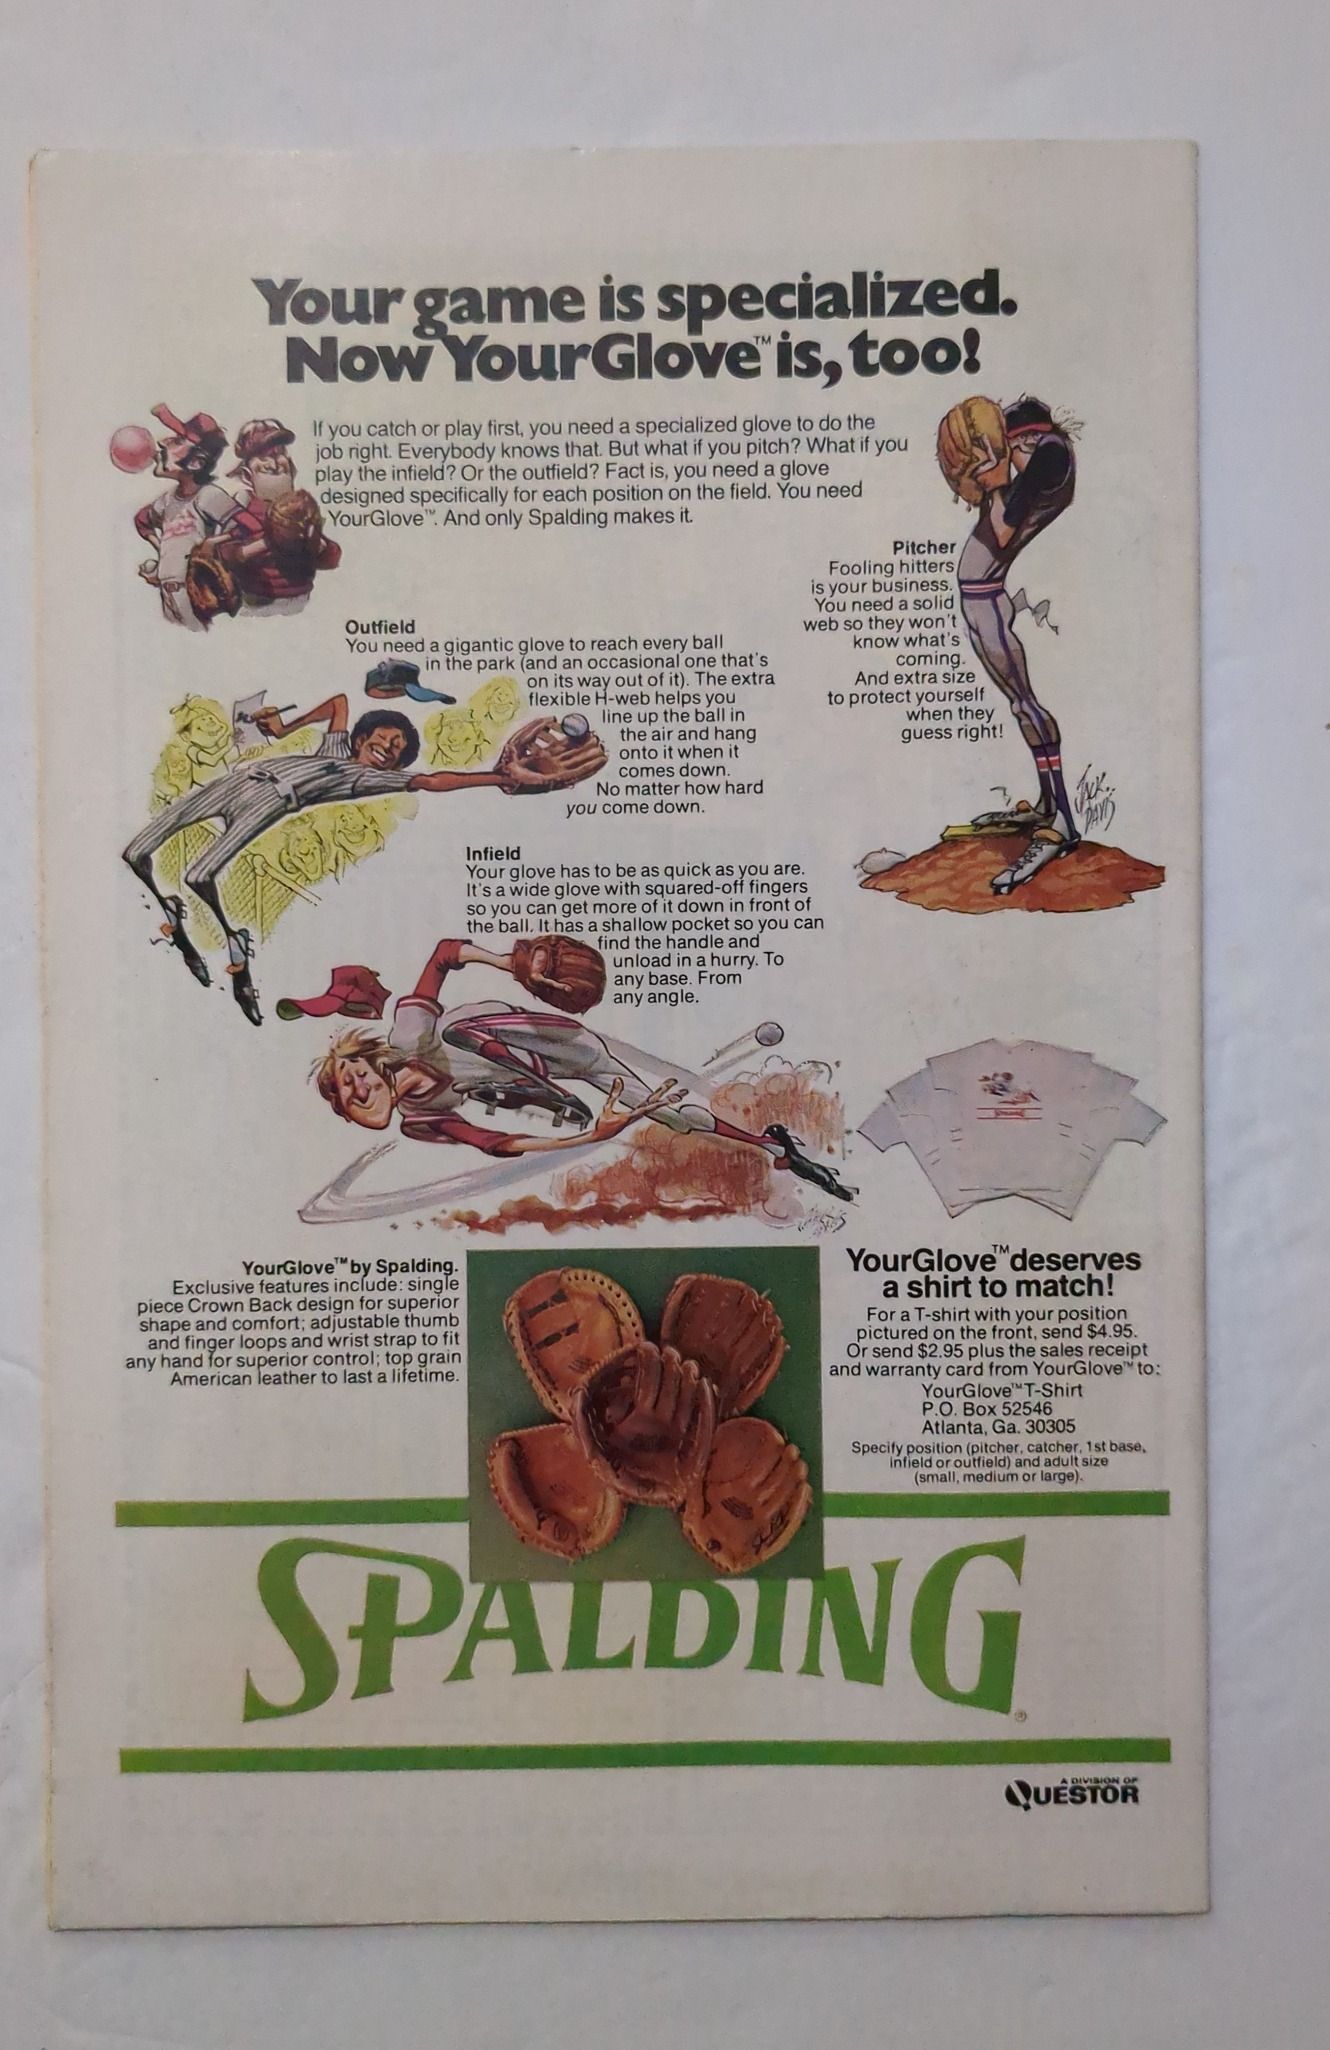 Your game is specialized.
Now YourGlove™ is, too!
If you catch or play first, you need a specialized glove to do the
job right. Everybody knows that. But what if you pitch? What if you
play the infield? Or the outfield? Fact is, you need a glove
designed specifically for each position on the field. You need
YourGlove™. And only Spalding makes it.
Pitcher
Fooling hitters
is your business.
You need a solid
web so they won't
know what's
coming.
And extra size
to protect yourself
when they
guess right!
Outfield
You need a gigantic glove to reach every ball
in the park (and an occasional one that's
on its way out of it). The extra
flexible H-web helps you
line up the ball in
the air and hang
onto it when it
comes down.
No matter how hard
you come down.
JACK
DAVIS
Infield
Your glove has to be as quick as you are.
It's a wide glove with squared-off fingers
so you can get more of it down in front of
the ball. It has a shallow pocket so you can
find the handle and
unload in a hurry. To
any base. From
any angle.
SPALDING
YourGlove™ by Spalding.
Exclusive features include: single
piece Crown Back design for superior
shape and comfort; adjustable thumb
and finger loops and wrist strap to fit
any hand for superior control; top grain
American leather to last a lifetime.
YourGlove™ deserves
a shirt to match!
For a T-shirt with your position
pictured on the front, send $4.95.
Or send $2.95 plus the sales receipt
and warranty card from YourGlove™ to:
YourGlove™ T-Shirt
P.O. Box 52546
Atlanta, Ga. 30305
Specify position (pitcher, catcher, 1st base,
infield or outfield) and adult size
(small, medium or large).
SPALDING®
A DIVISION OF
QUESTOR